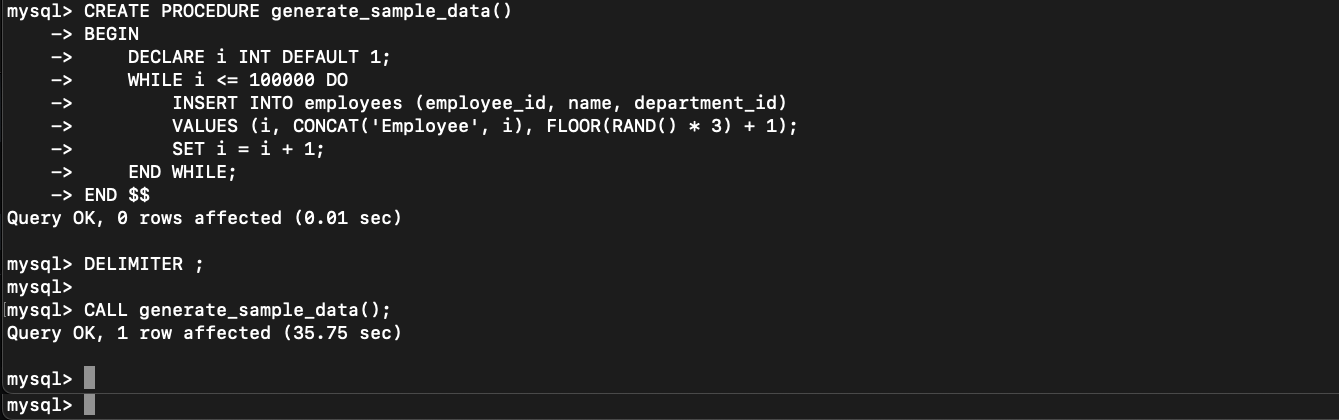 mysql> CREATE PROCEDURE generate_sample_data()
    -> BEGIN
    ->     DECLARE i INT DEFAULT 1;
    ->     WHILE i <= 100000 DO
    ->         INSERT INTO employees (employee_id, name, department_id)
    ->         VALUES (i, CONCAT('Employee', i), FLOOR(RAND() * 3) + 1);
    ->         SET i = i + 1;
    ->     END WHILE;
    -> END $$
Query OK, 0 rows affected (0.01 sec)

mysql> DELIMITER ;
mysql>
[mysql> CALL generate_sample_data();
Query OK, 1 row affected (35.75 sec)

mysql>
mysql>